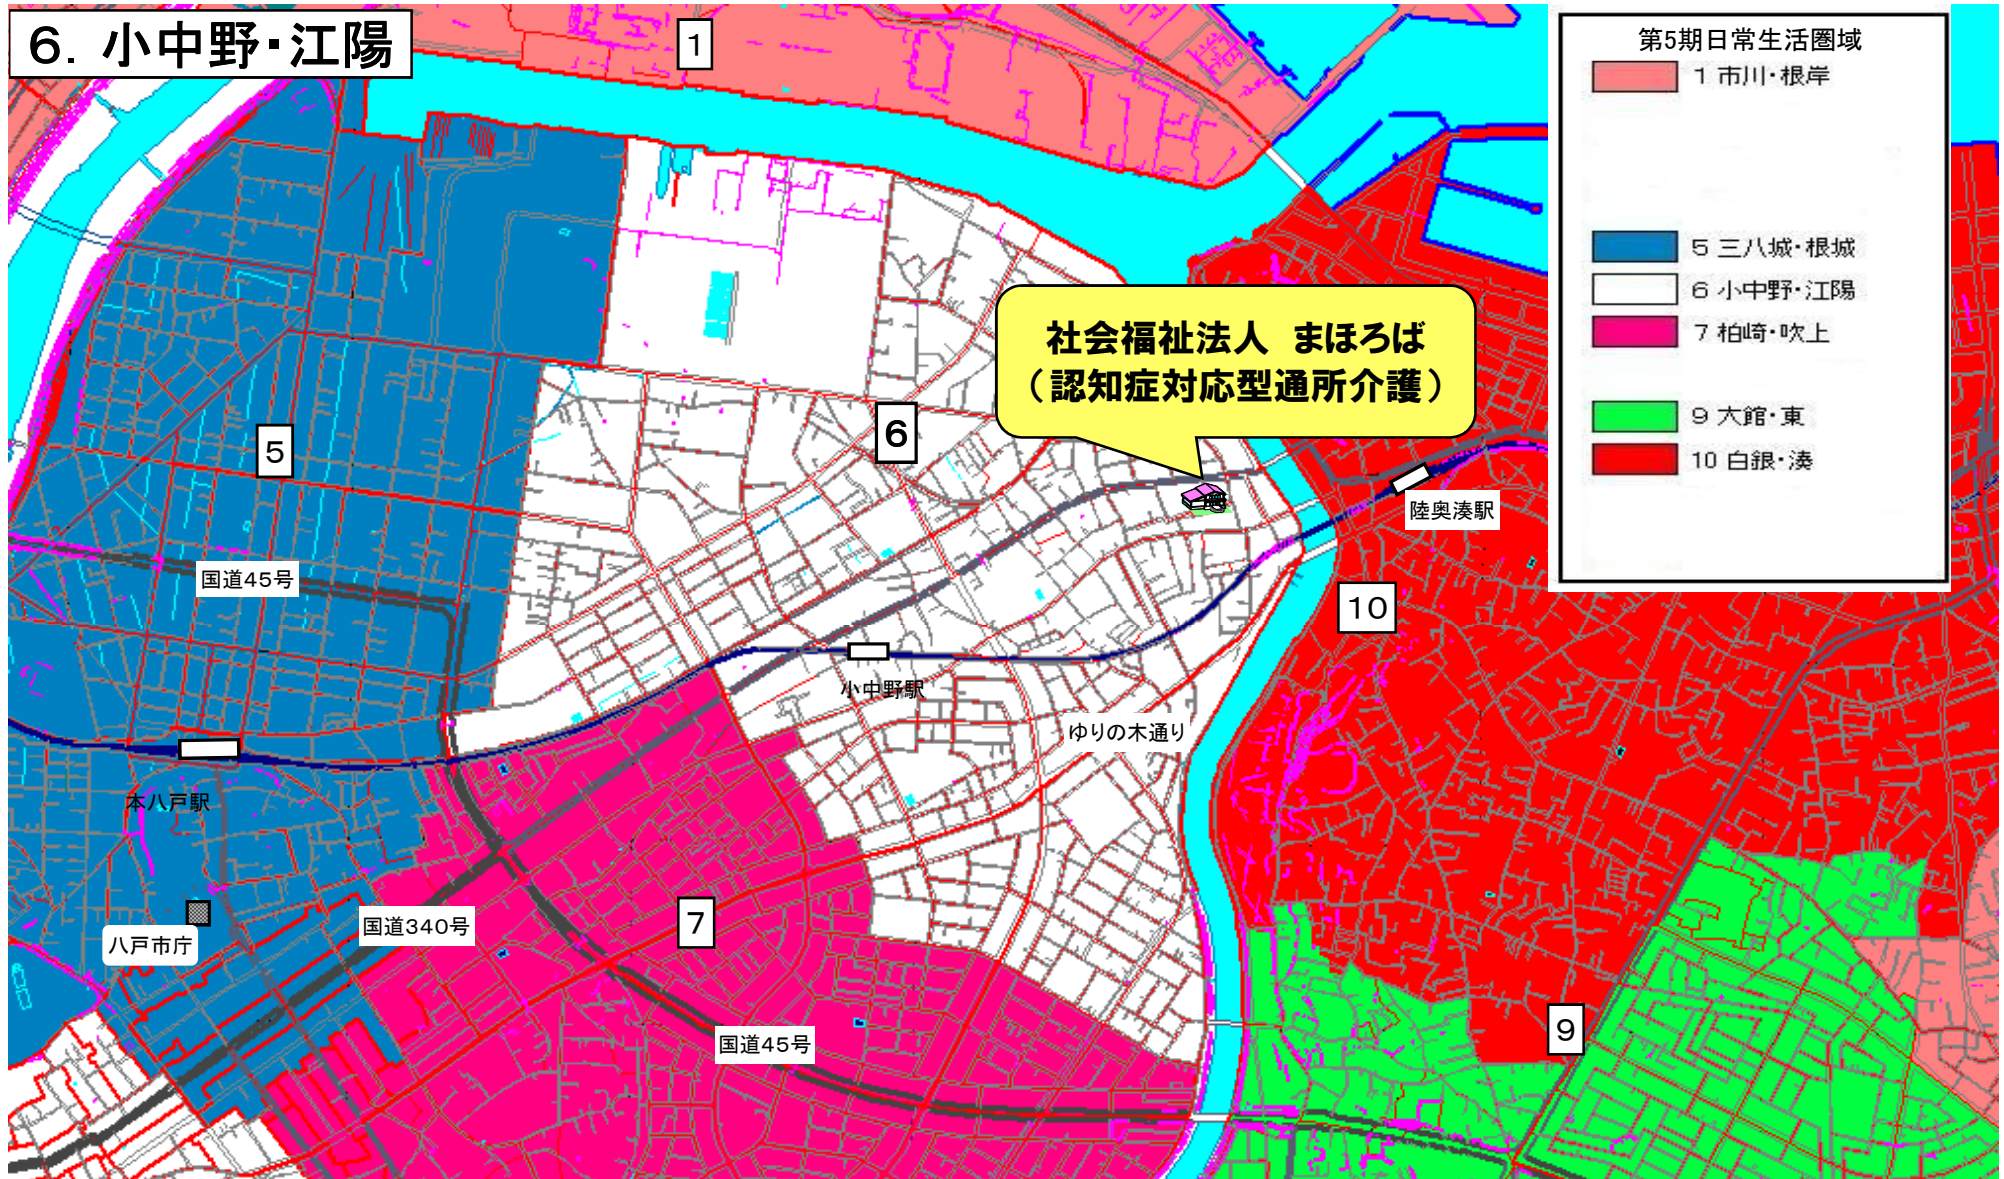 ６．小中野・江陽
1
第5期日常生活圏域
1 市川・根岸
5 三八城・根城
6 小中野・江陽
7 柏崎・吹上
9 大館・東
10 白銀・湊
社会福祉法人　まほろば
（認知症対応型通所介護）
6
5
陸奥湊駅
国道45号
10
小中野駅
ゆりの木通り
本八戸駅
国道340号
7
八戸市庁
国道45号
9